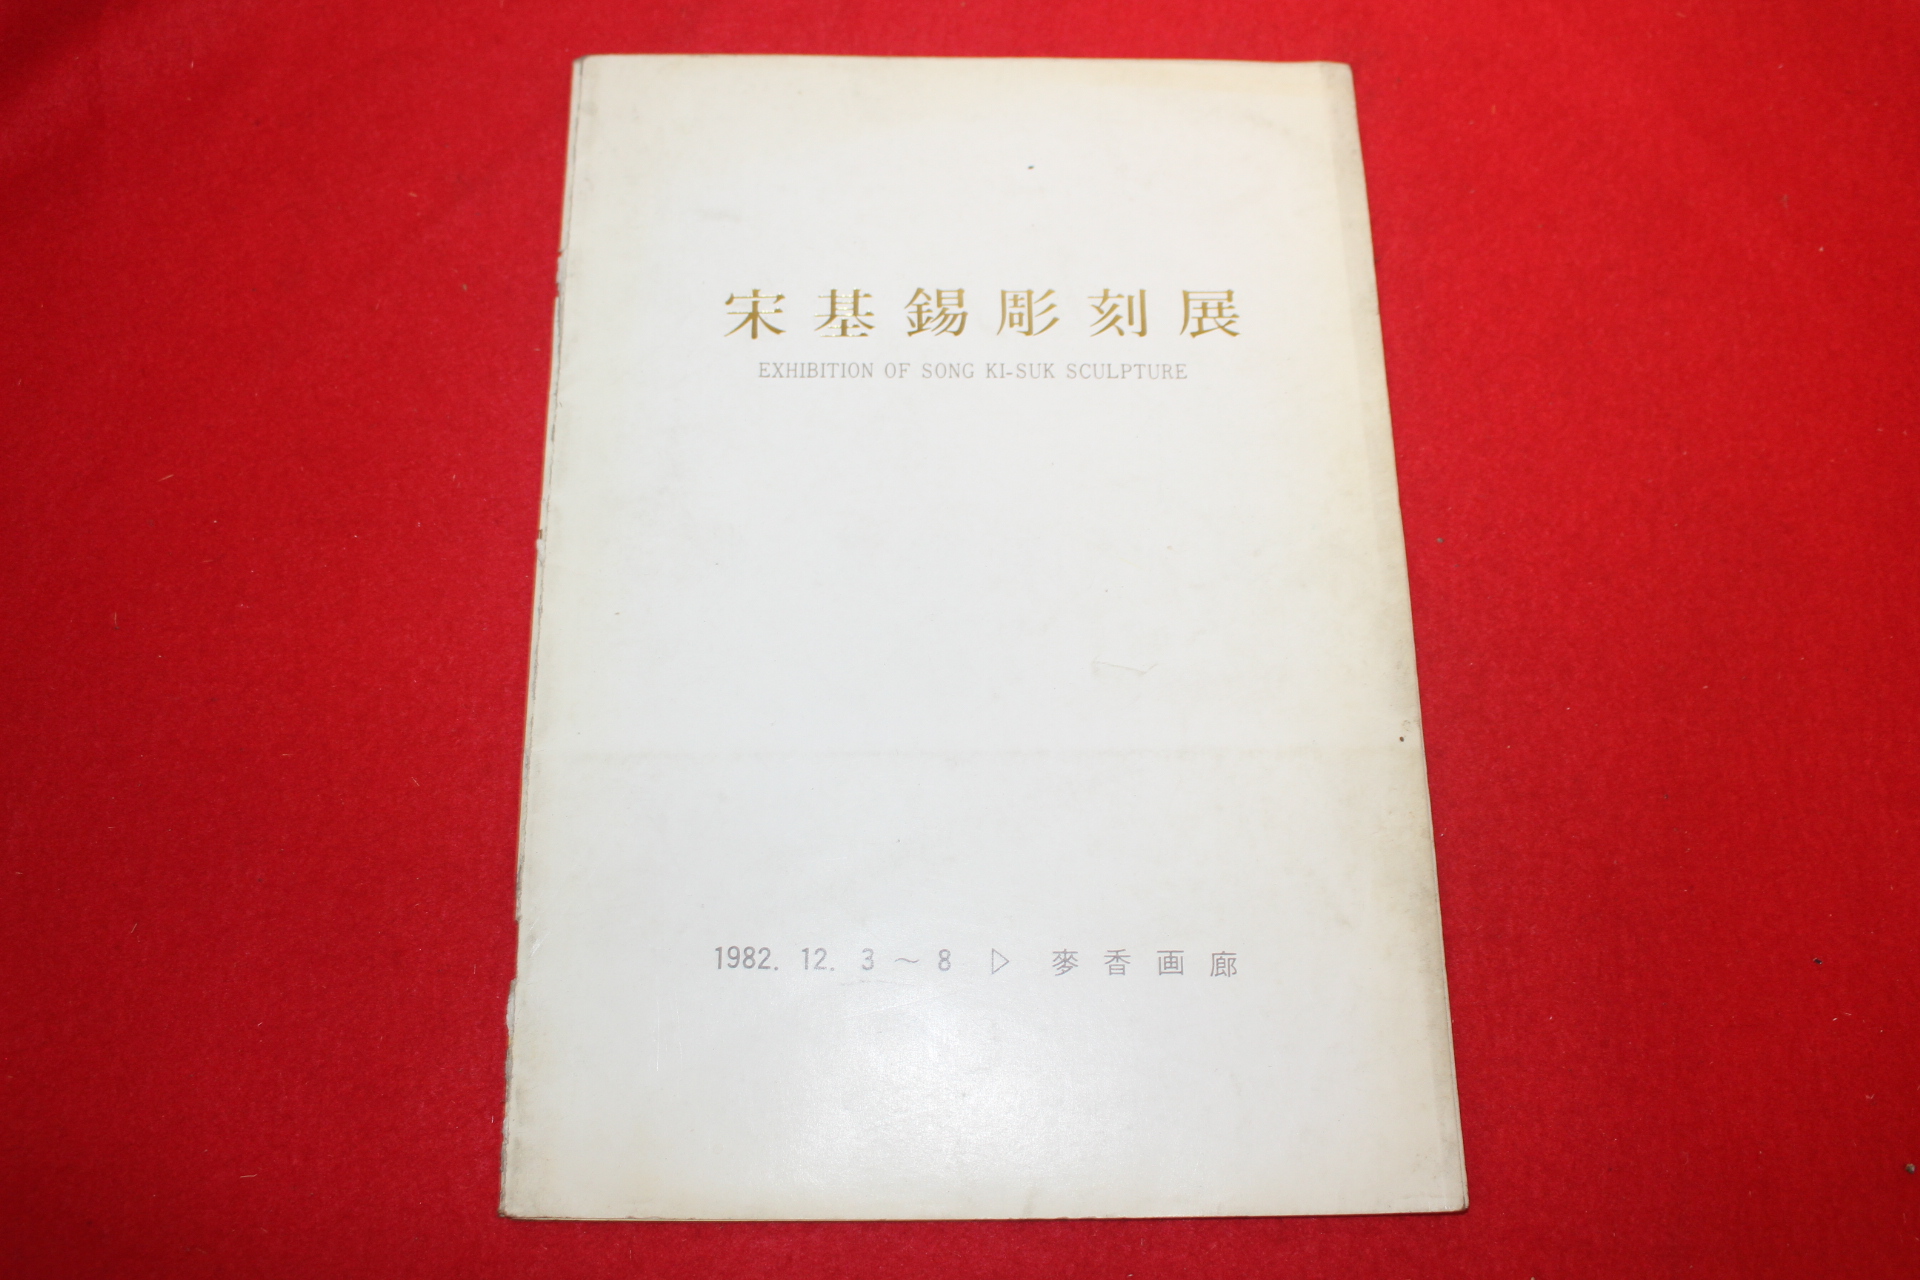 宋基錫彫刻展
EXHIBITION OF SONG KI-SUK SCULPTURE
1982. 12. 3 ~ 8 ▷ 麥香画廊